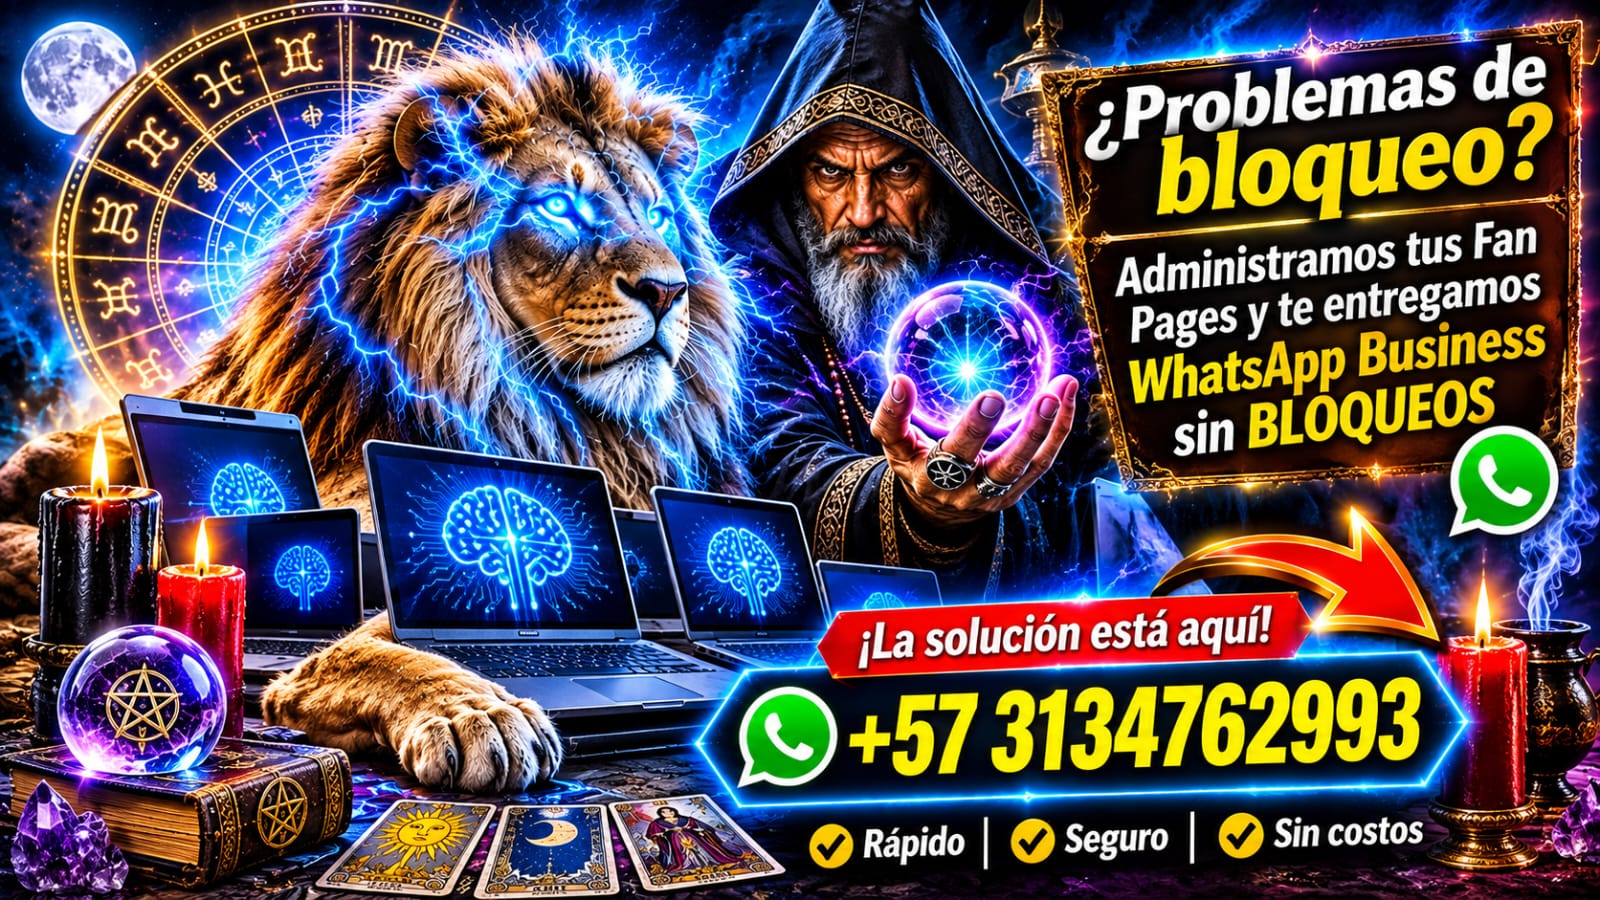 ¿Problemas de
bloqueo?
Administramos tus Fan
Pages y te entregamos
WhatsApp Business
sin BLOQUEOS
¡La solución está aquí!
+57 3134762993
Rápido | Seguro | Sin costos